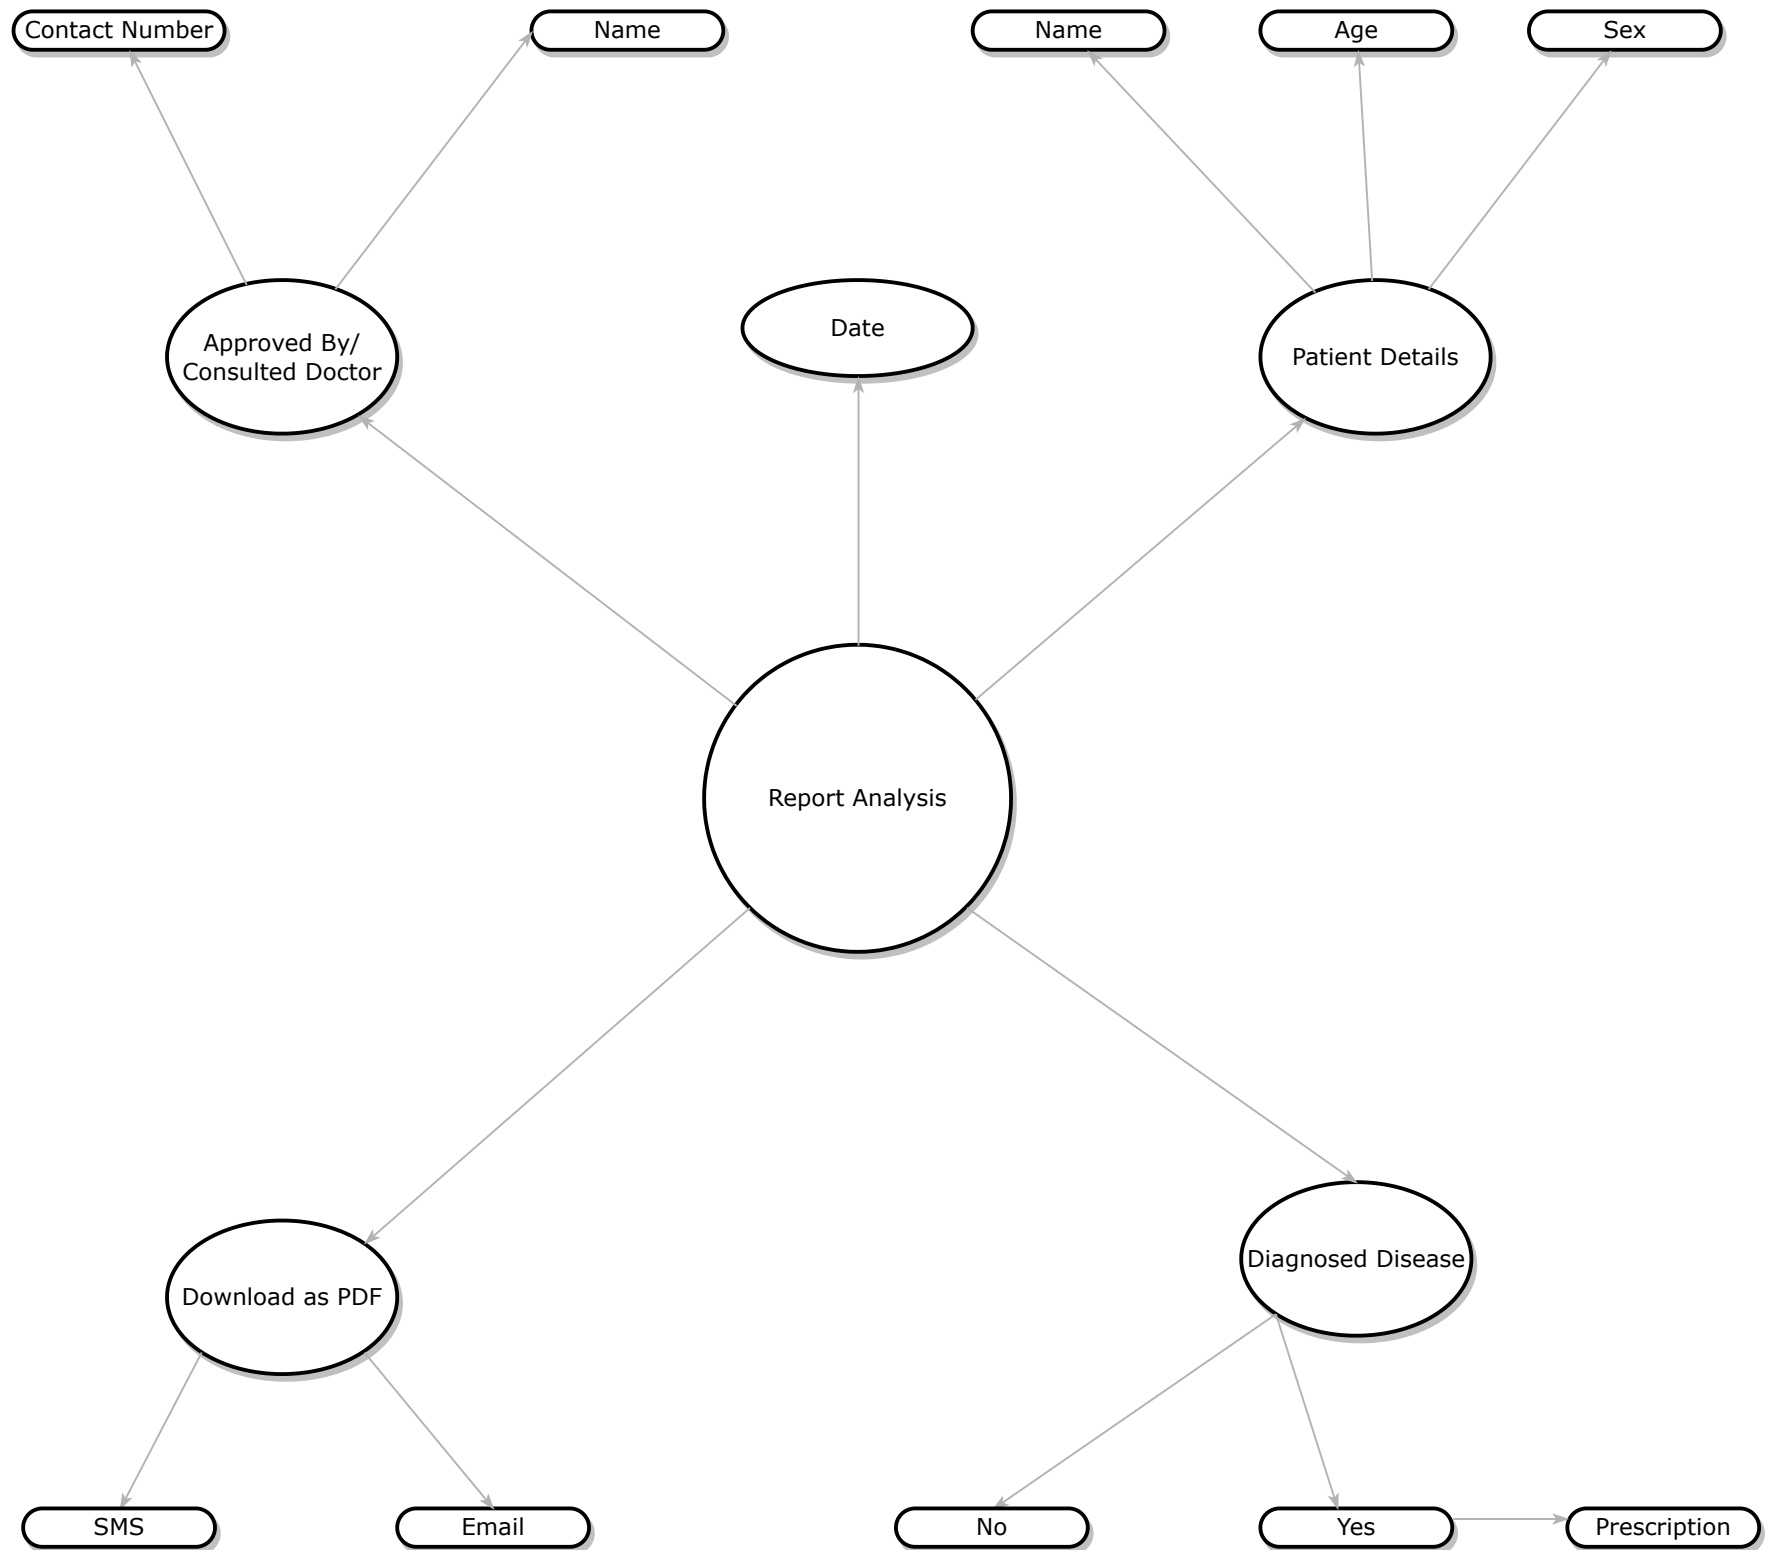 Contact Number
Name
Name
Age
Sex
Approved By/
Consulted Doctor
Date
Patient Details
Report Analysis
Download as PDF
Diagnosed Disease
SMS
Email
No
Yes
Prescription